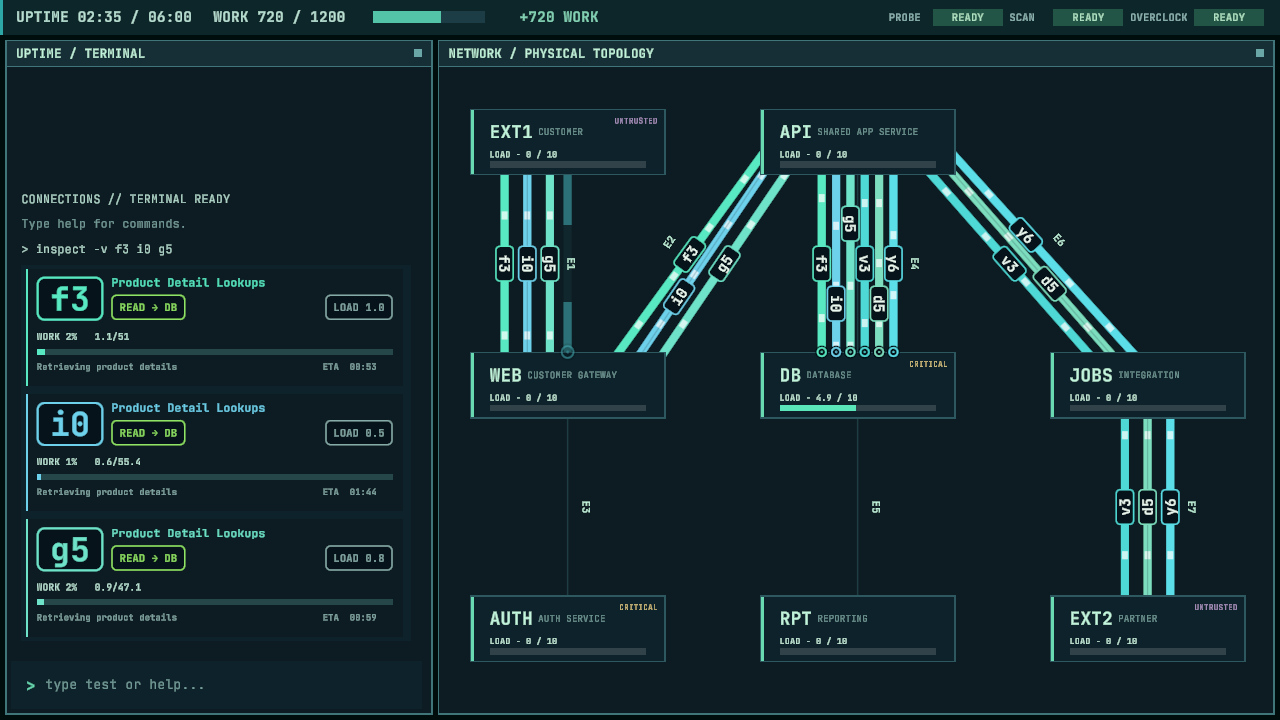 UPTIME 02:35 / 06:00 WORK 720 / 1200 +720 WORK PROBE READY SCAN READY OVERCLOCK READY
UPTIME / TERMINAL
CONNECTIONS // TERMINAL READY
Type help for commands.
> inspect -v f3 i0 g5
f3 Product Detail Lookups
READ → DB LOAD 1.0
WORK 2% 1.1/51
Retrieving product details ETA 00:53
i0 Product Detail Lookups
READ → DB LOAD 0.5
WORK 1% 0.6/55.4
Retrieving product details ETA 01:44
g5 Product Detail Lookups
READ → DB LOAD 0.8
WORK 2% 0.9/47.1
Retrieving product details ETA 00:59
> type test or help...
NETWORK / PHYSICAL TOPOLOGY
EXT1 CUSTOMER UNTRUSTED
LOAD - 0 / 10
API SHARED APP SERVICE
LOAD - 0 / 10
f3 i0 g5 E1
E2 f3 i0 g5
f3 i0 g5 v3 d5 y6 E4
y6 v3 d5 E6
WEB CUSTOMER GATEWAY
LOAD - 0 / 10
DB DATABASE CRITICAL
LOAD - 4.9 / 10
JOBS INTEGRATION
LOAD - 0 / 10
E3
E5
v3 d5 y6 E7
AUTH AUTH SERVICE CRITICAL
LOAD - 0 / 10
RPT REPORTING
LOAD - 0 / 10
EXT2 PARTNER UNTRUSTED
LOAD - 0 / 10